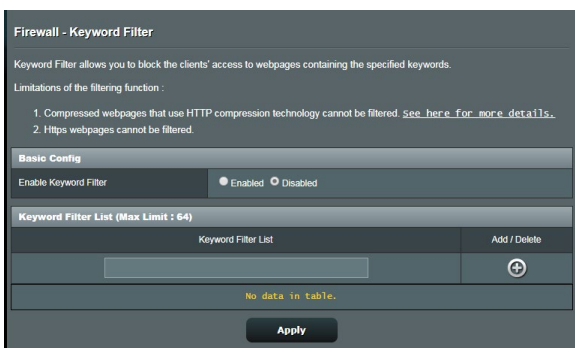 Firewall - Keyword Filter
Keyword Filter allows you to block the clients' access to webpages containing the specified keywords.
Limitations of the filtering function :
1. Compressed webpages that use HTTP compression technology cannot be filtered. See here for more details.
2. Https webpages cannot be filtered.
Basic Config
Enable Keyword Filter Enabled Disabled
Keyword Filter List (Max Limit : 64)
Keyword Filter List Add / Delete
No data in table.
Apply